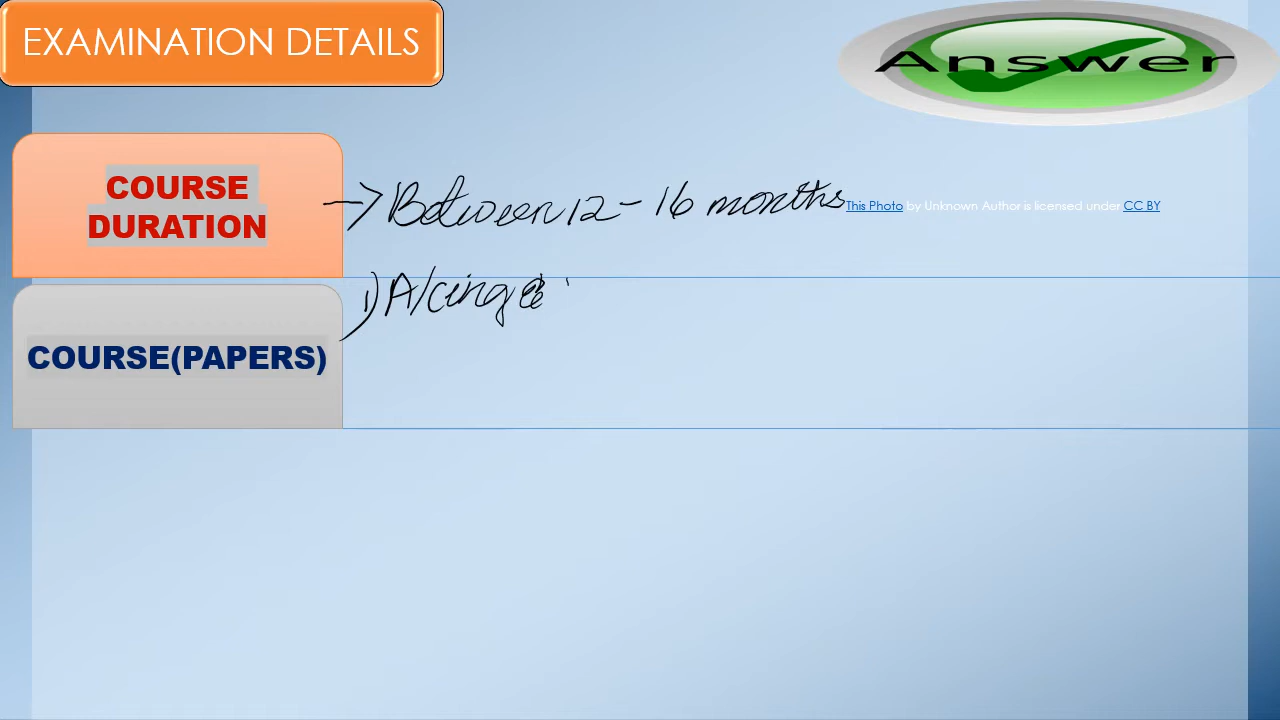 EXAMINATION DETAILS
Answer
COURSE
DURATION
→ Between 12 - 16 months
This Photo by Unknown Author is licensed under CC BY
1) A/cing &
COURSE(PAPERS)